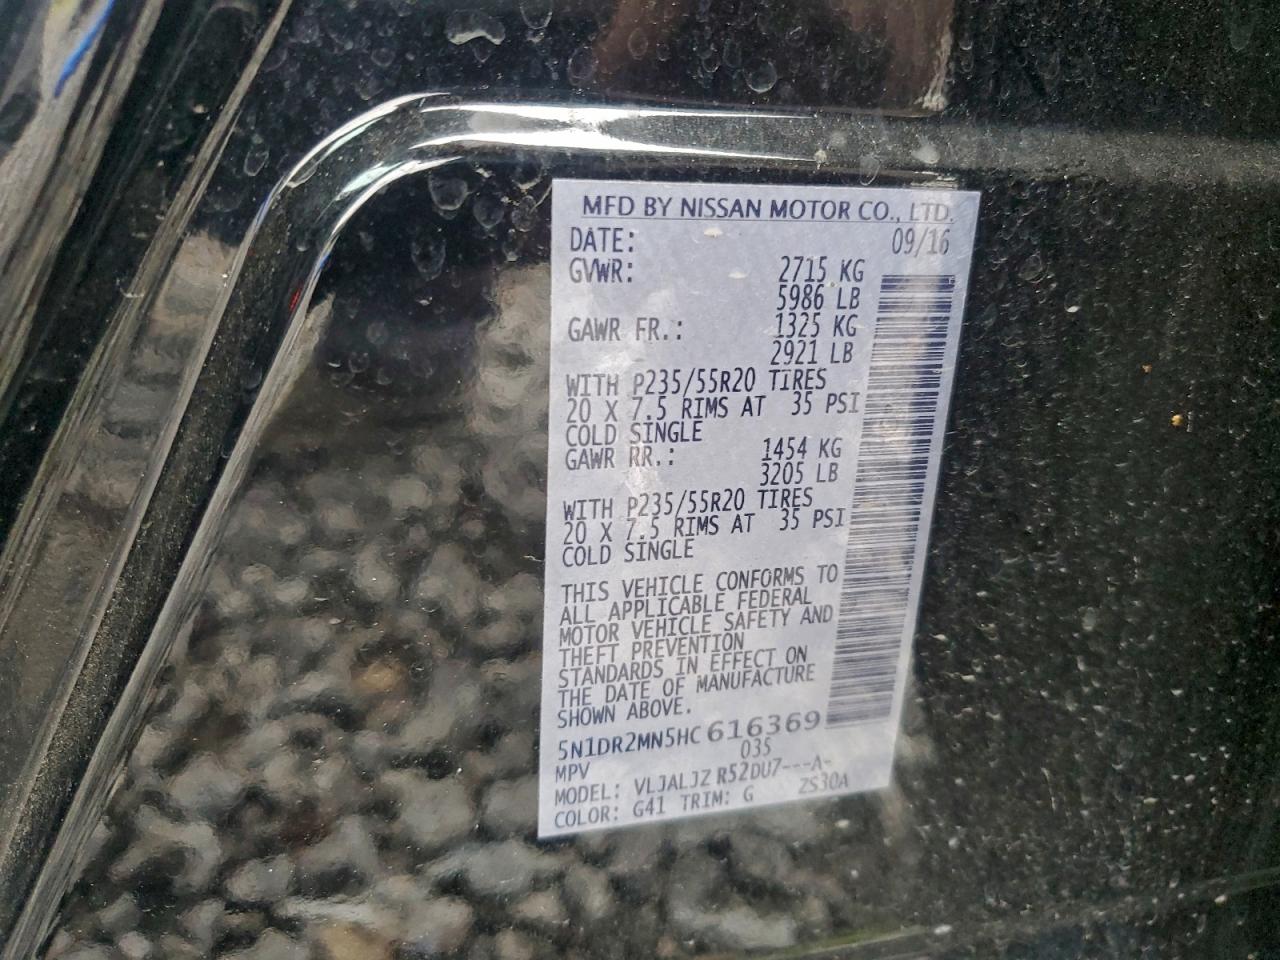 MFD BY NISSAN MOTOR CO., LTD.
DATE: 09/16
GVWR: 2715 KG
5986 LB
GAWR FR.: 1325 KG
2921 LB
WITH P235/55R20 TIRES
20 X 7.5 RIMS AT 35 PSI
COLD SINGLE
GAWR RR.: 1454 KG
3205 LB
WITH P235/55R20 TIRES
20 X 7.5 RIMS AT 35 PSI
COLD SINGLE
THIS VEHICLE CONFORMS TO
ALL APPLICABLE FEDERAL
MOTOR VEHICLE SAFETY AND
THEFT PREVENTION
STANDARDS IN EFFECT ON
THE DATE OF MANUFACTURE
SHOWN ABOVE.
5N1DR2MN5HC616369
MPV 035
MODEL: VLJALJZ R52DU7---A-
COLOR: G41 TRIM: G ZS30A